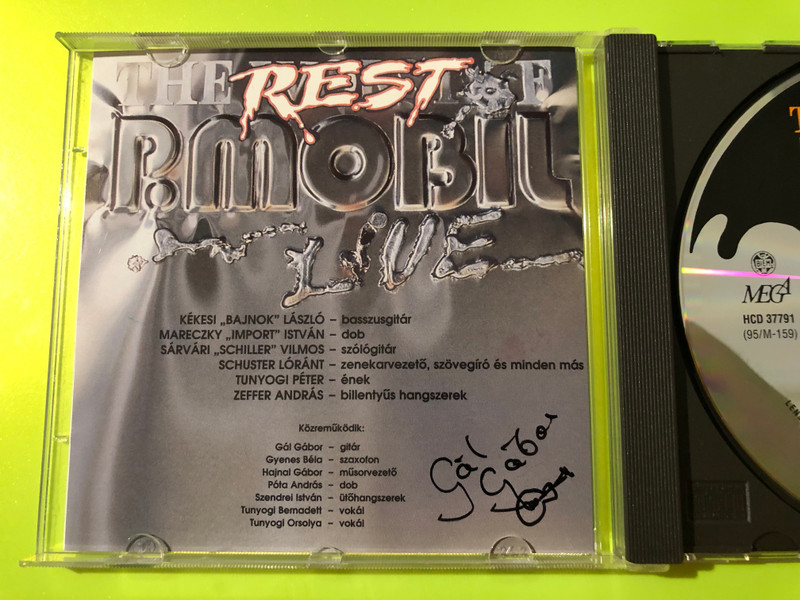 THE REST OF
P.MOBIL
LIVE
KÉKESI „BAJNOK” LÁSZLÓ – basszusgitár
MARECZKY „IMPORT” ISTVÁN – dob
SÁRVÁRI „SCHILLER” VILMOS – szólógitár
SCHUSTER LÓRÁNT – zenekarvezető, szövegíró és minden más
TUNYOGI PÉTER – ének
ZEFFER ANDRÁS – billentyűs hangszerek
Közreműködik:
Gál Gábor – gitár
Gyenes Béla – szaxofon
Hajnal Gábor – műsorvezető
Póta András – dob
Szendrei István – ütőhangszerek
Tunyogi Bernadett – vokál
Tunyogi Orsolya – vokál
Gál
Gábor
MEGA
HCD 37791
(95/M-159)